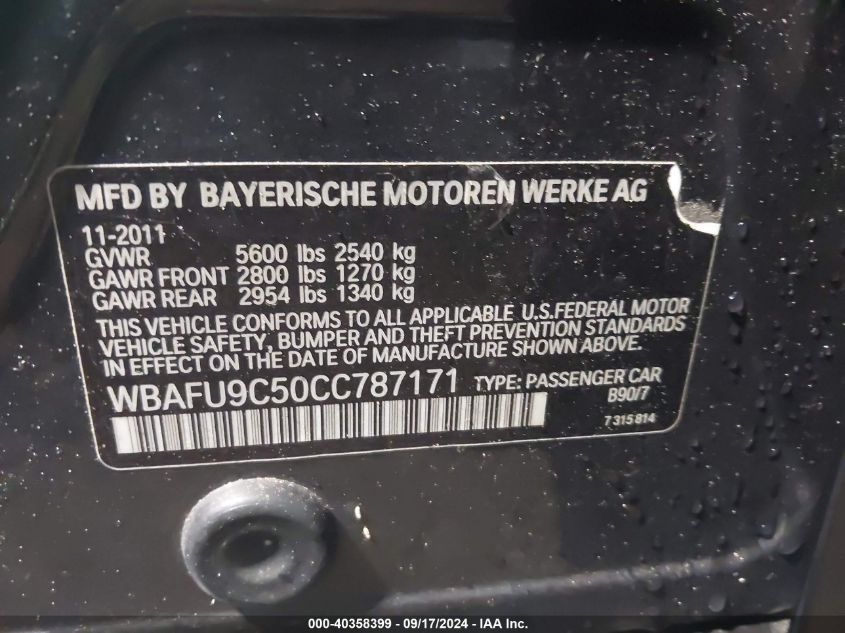 MFD BY BAYERISCHE MOTOREN WERKE AG
11-2011
GVWR 5600 lbs 2540 kg
GAWR FRONT 2800 lbs 1270 kg
GAWR REAR 2954 lbs 1340 kg
THIS VEHICLE CONFORMS TO ALL APPLICABLE U.S.FEDERAL MOTOR
VEHICLE SAFETY, BUMPER AND THEFT PREVENTION STANDARDS
IN EFFECT ON THE DATE OF MANUFACTURE SHOWN ABOVE.
WBAFU9C50CC787171 TYPE: PASSENGER CAR
B90/7
7315814
000-40358399 - 09/17/2024 - IAA Inc.